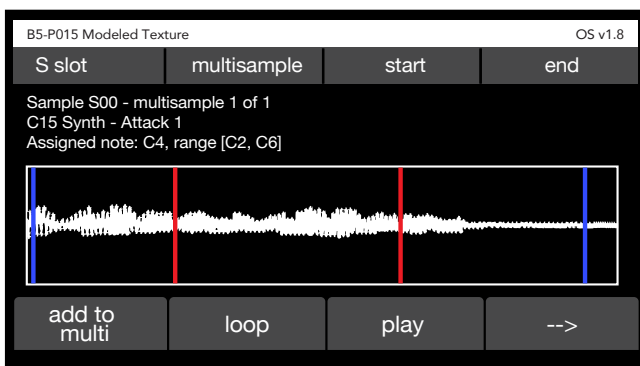 B5-P015 Modeled Texture OS v1.8
S slot multisample start end
Sample S00 - multisample 1 of 1
C15 Synth - Attack 1
Assigned note: C4, range [C2, C6]
add to
multi
loop play -->